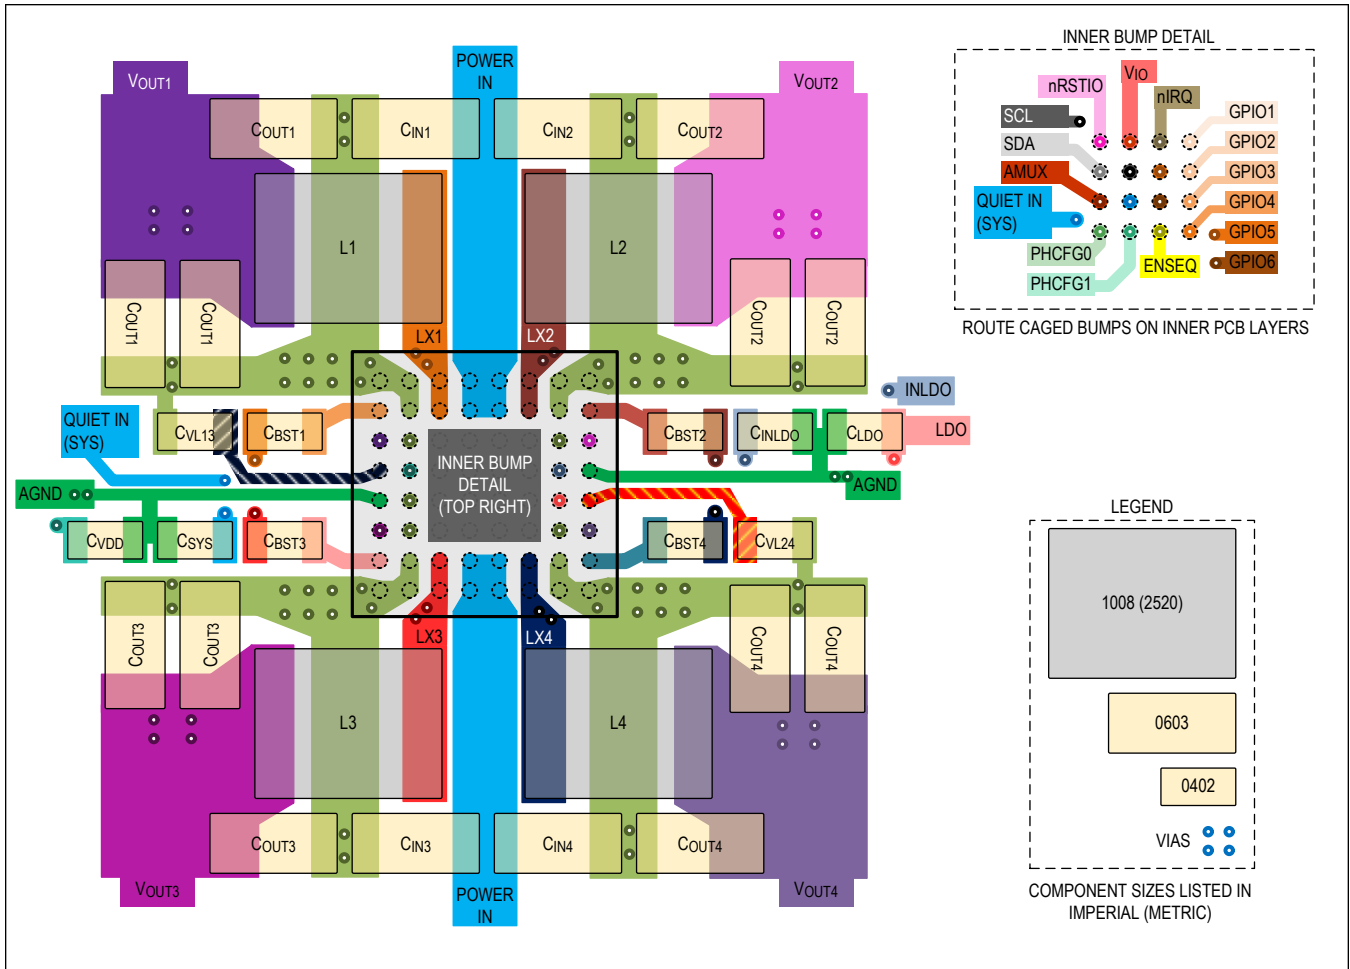 POWER
IN
VOUT1
VOUT2
COUT1
CIN1
CIN2
COUT2
L1
L2
COUT1
COUT1
COUT2
COUT2
LX1
LX2
QUIET IN
(SYS)
CVL13
CBST1
CBST2
CINLDO
CLDO
INLDO
LDO
INNER BUMP
DETAIL
(TOP RIGHT)
AGND
AGND
CVDD
CSYS
CBST3
CBST4
CVL24
COUT3
COUT3
LX3
LX4
COUT4
COUT4
L3
L4
COUT3
CIN3
CIN4
COUT4
VOUT3
POWER
IN
VOUT4
INNER BUMP DETAIL
nRSTIO
VIO
nIRQ
SCL
SDA
AMUX
QUIET IN
(SYS)
PHCFG0
PHCFG1
ENSEQ
GPIO1
GPIO2
GPIO3
GPIO4
GPIO5
GPIO6
ROUTE CAGED BUMPS ON INNER PCB LAYERS
LEGEND
1008 (2520)
0603
0402
VIAS
COMPONENT SIZES LISTED IN
IMPERIAL (METRIC)